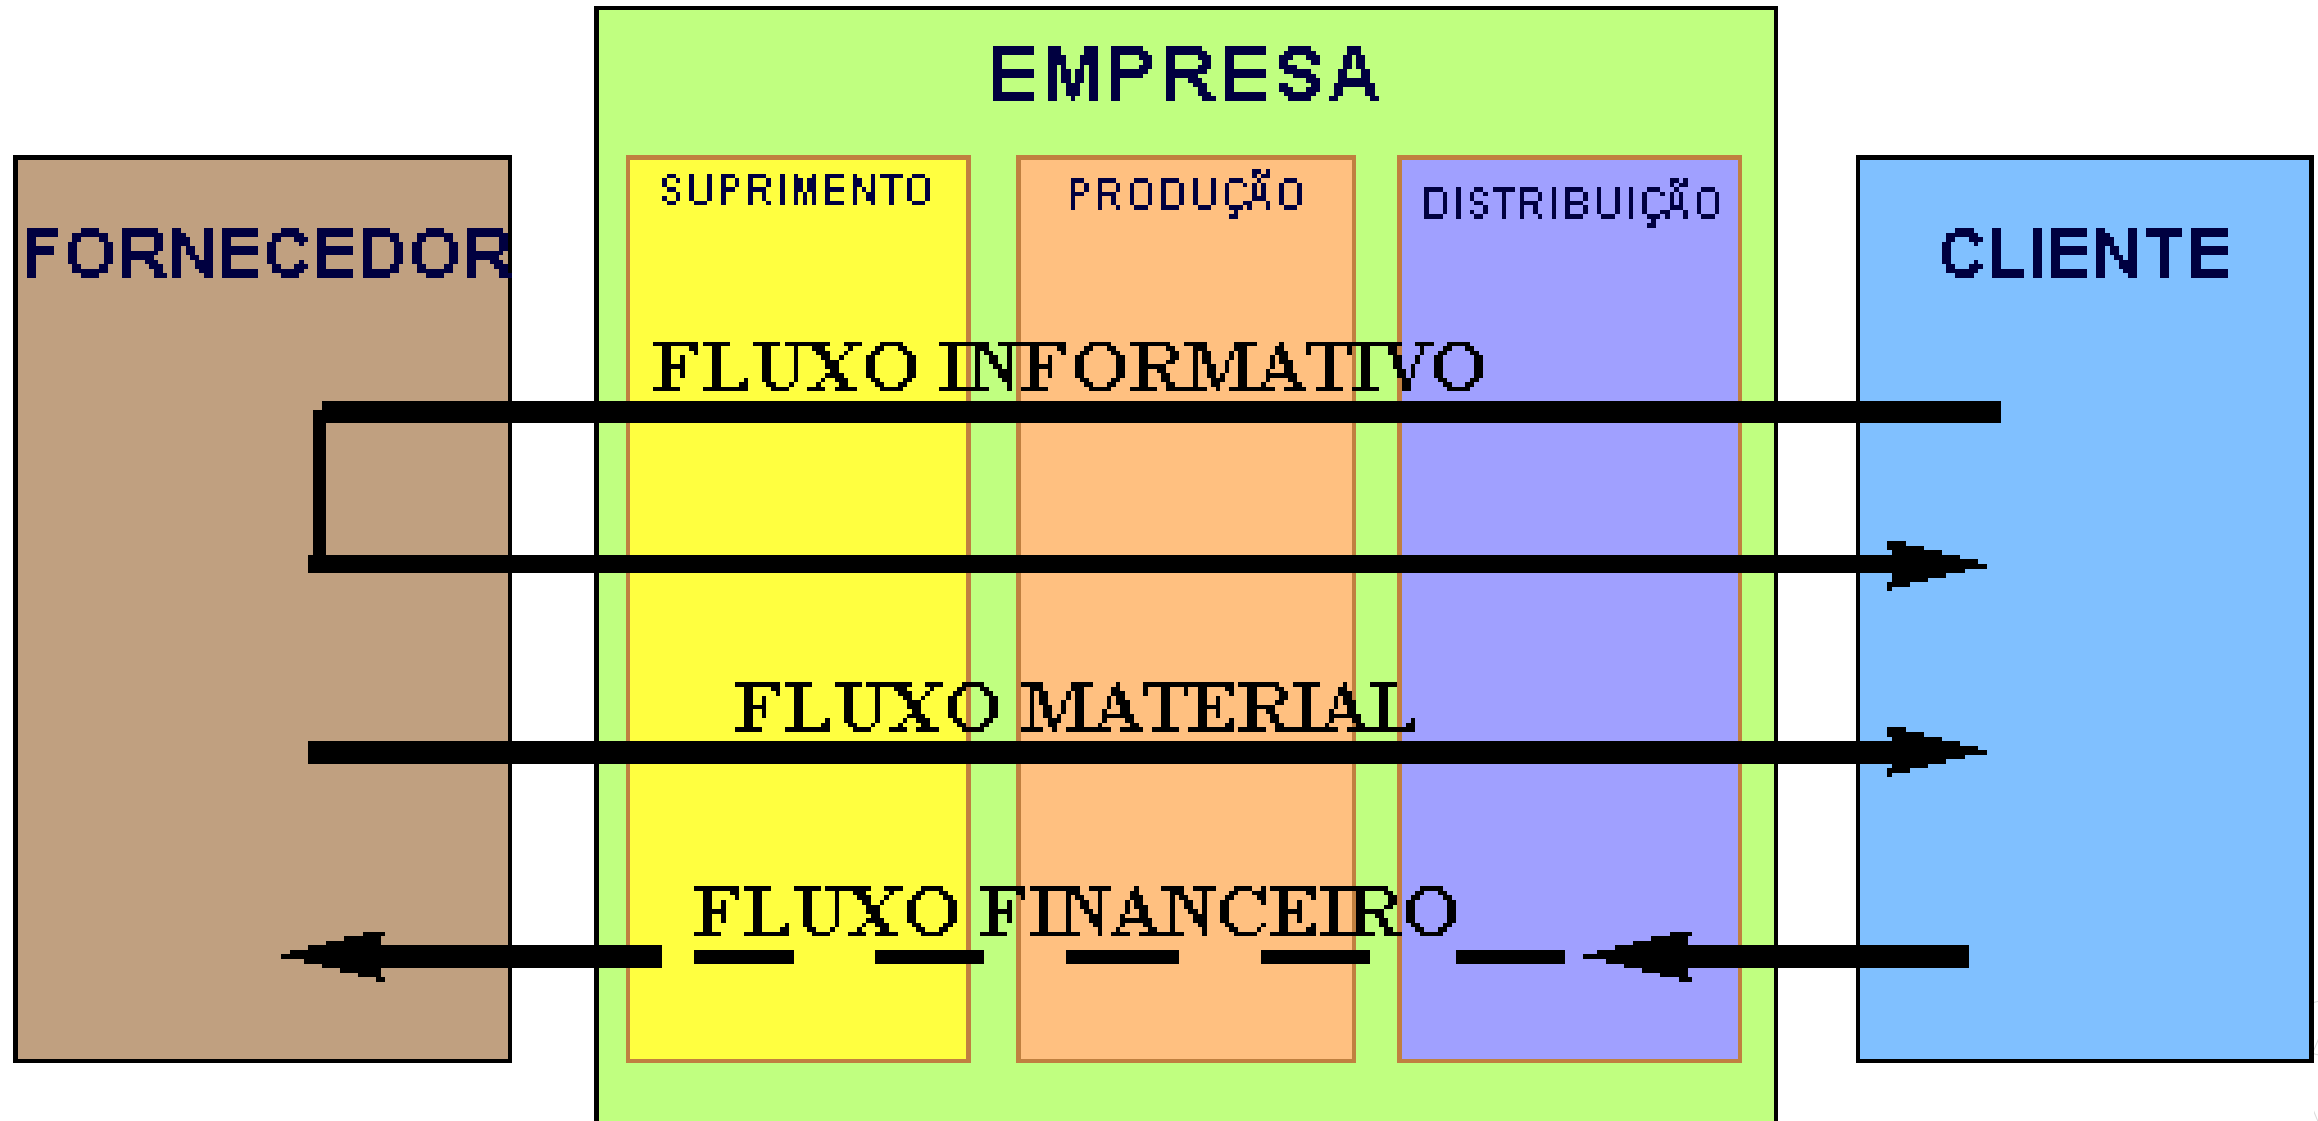 EMPRESA
FORNECEDOR
SUPRIMENTO
PRODUÇÃO
DISTRIBUIÇÃO
CLIENTE
FLUXO INFORMATIVO
FLUXO MATERIAL
FLUXO FINANCEIRO